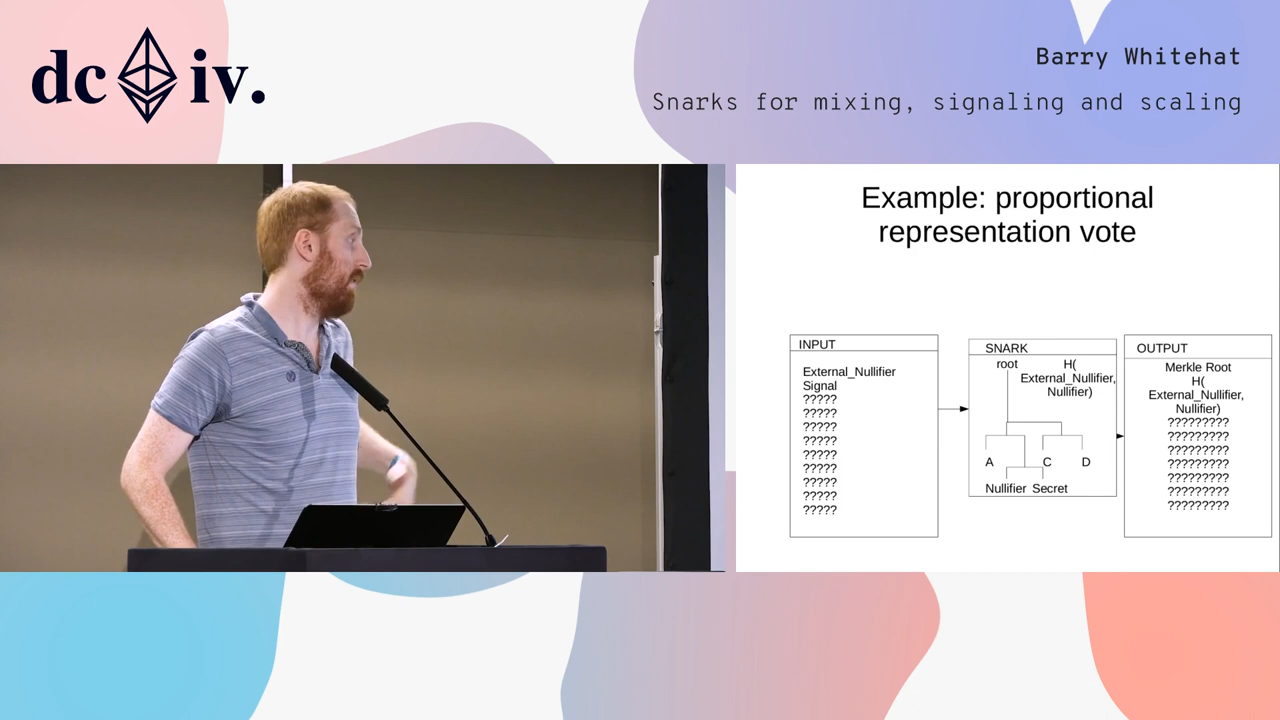 dc iv.
Barry Whitehat
Snarks for mixing, signaling and scaling
Example: proportional
representation vote
INPUT
External_Nullifier
Signal
?????
?????
?????
?????
?????
?????
?????
?????
?????
SNARK
root
H(
External_Nullifier,
Nullifier)
A
C
D
Nullifier Secret
OUTPUT
Merkle Root
H(
External_Nullifier,
Nullifier)
?????????
?????????
?????????
?????????
?????????
?????????
?????????